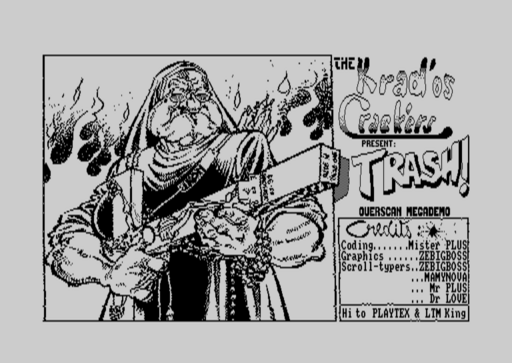 THE
Krad'os
Crackers
PRESENT:
TRASH!
OVERSCAN MEGADEMO
Credits :
Coding......Mister PLUS
Graphics .....ZEBIGBOSS
Scroll-typers..ZEBIGBOSS
...MAMYNOVA
... Mr PLUS
... Dr LOVE
Hi to PLAYTEX & LTM King